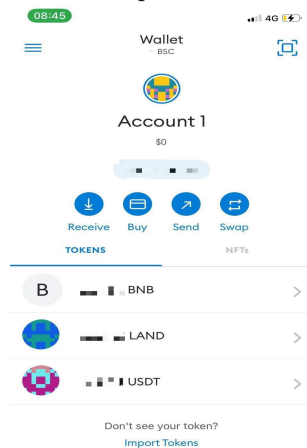 08:45
4G
Wallet
BSC
Account 1
$0
Receive Buy Send Swap
TOKENS NFTs
B BNB
LAND
USDT
Don't see your token?
Import Tokens